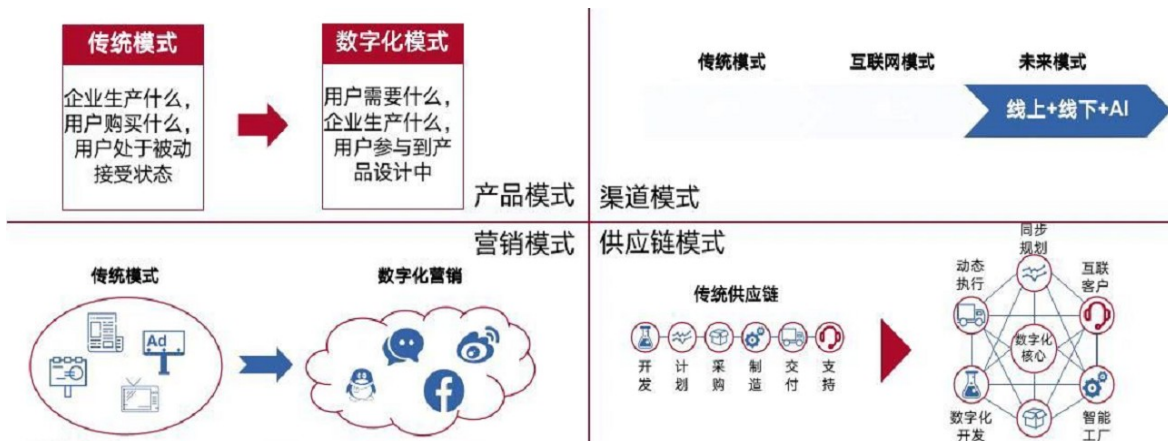 传统模式
企业生产什么，
用户购买什么，
用户处于被动
接受状态
数字化模式
用户需要什么，
企业生产什么，
用户参与到产
品设计中
产品模式
传统模式
互联网模式
未来模式
线上+线下+AI
渠道模式
营销模式
传统模式
Ad
数字化营销
供应链模式
传统供应链
开发
计划
采购
制造
交付
支持
同步
规划
动态
执行
互联
客户
数字化
核心
数字化
开发
智能
工厂